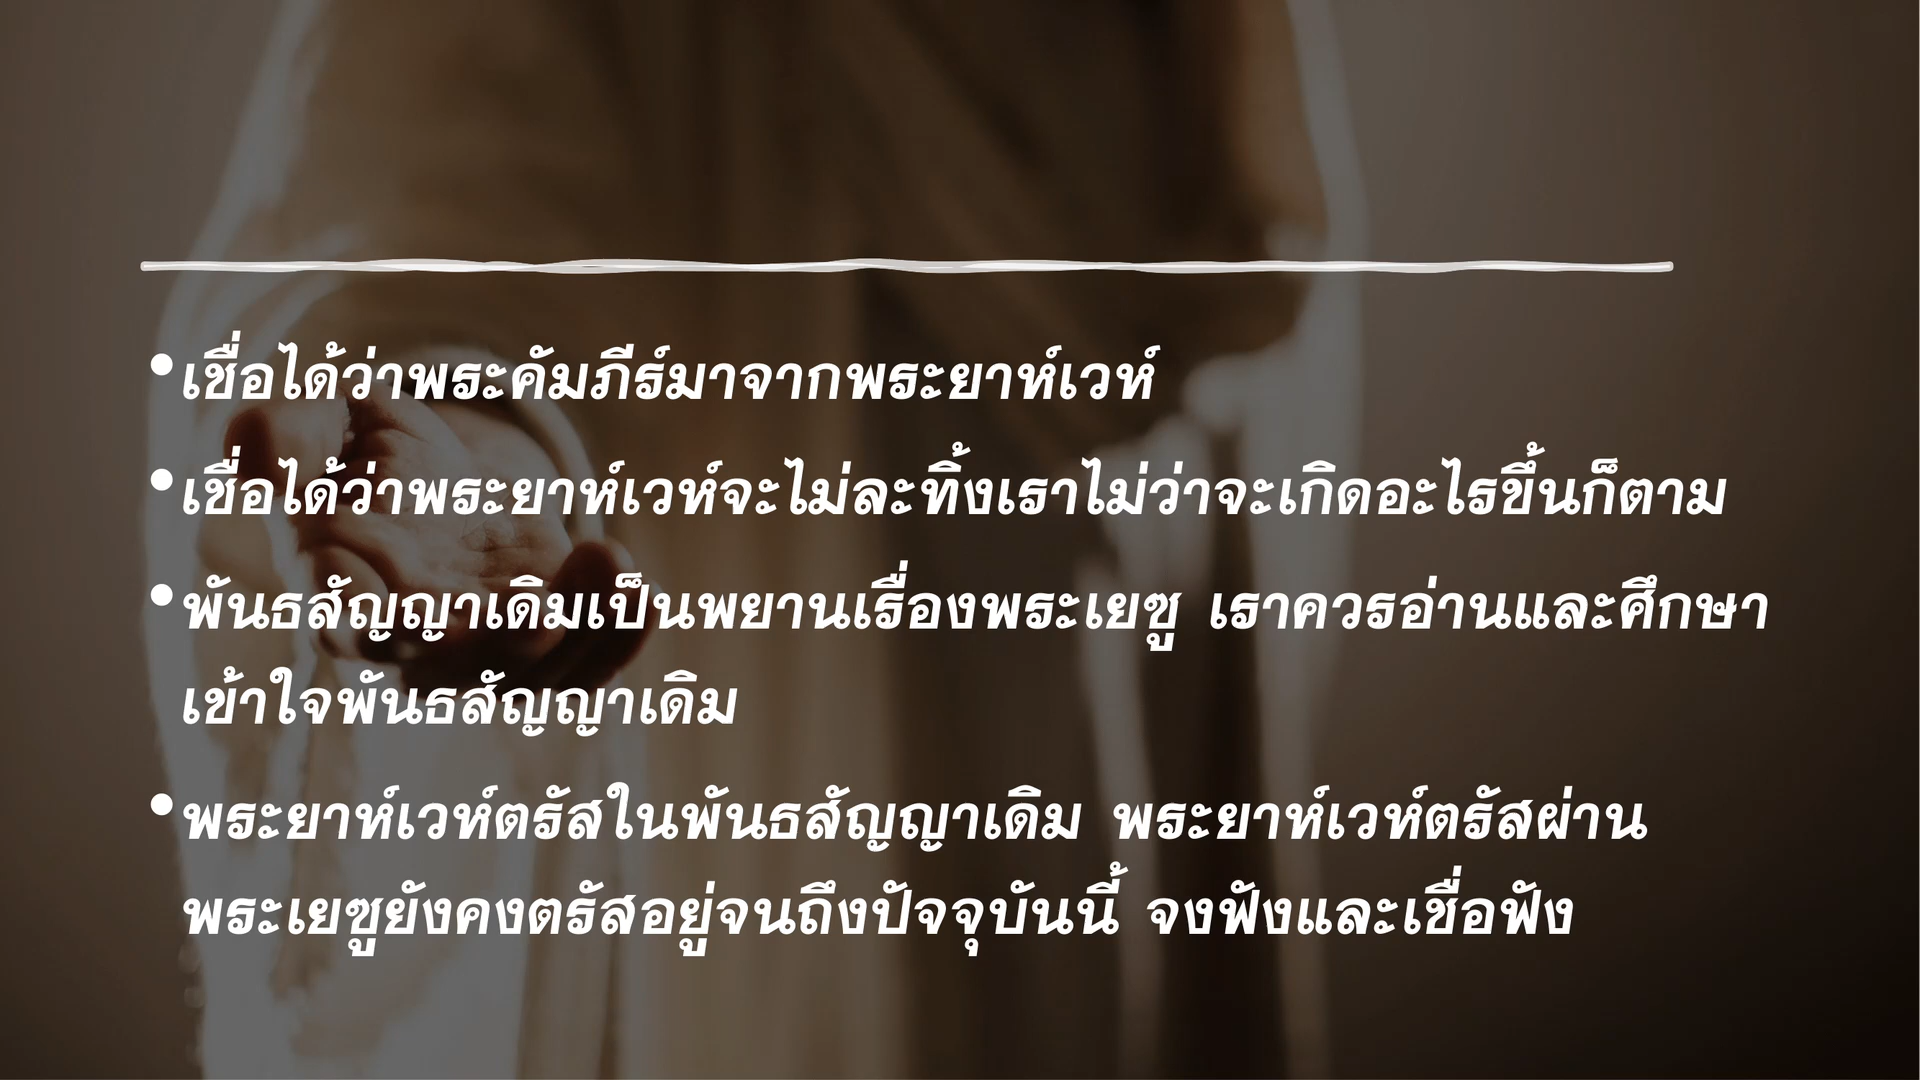 • เชื่อได้ว่าพระคัมภีร์มาจากพระยาห์เวห์
• เชื่อได้ว่าพระยาห์เวห์จะไม่ละทิ้งเราไม่ว่าจะเกิดอะไรขึ้นก็ตาม
• พันธสัญญาเดิมเป็นพยานเรื่องพระเยซู เราควรอ่านและศึกษา
เข้าใจพันธสัญญาเดิม
• พระยาห์เวห์ตรัสในพันธสัญญาเดิม พระยาห์เวห์ตรัสผ่าน
พระเยซูยังคงตรัสอยู่จนถึงปัจจุบันนี้ จงฟังและเชื่อฟัง